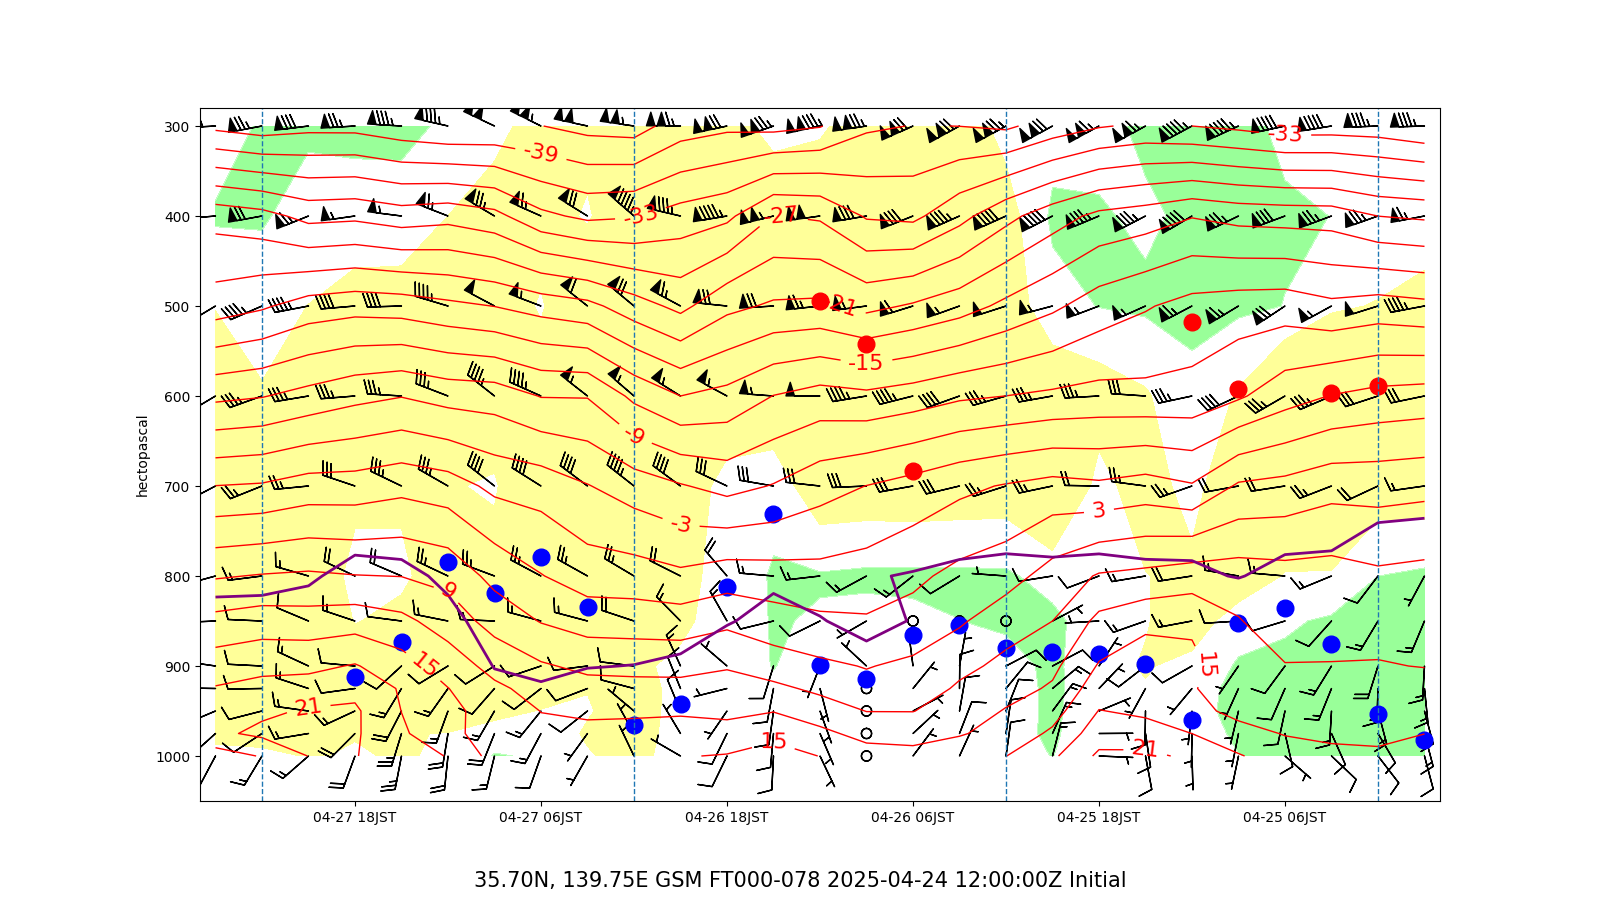 300
400
500
600
700
800
900
1000
hectopascal
-39
-33
-33
27
21
-15
-9
-3
3
9
15
15
15
21
21
04-27 18JST
04-27 06JST
04-26 18JST
04-26 06JST
04-25 18JST
04-25 06JST
35.70N, 139.75E GSM FT000-078 2025-04-24 12:00:00Z Initial